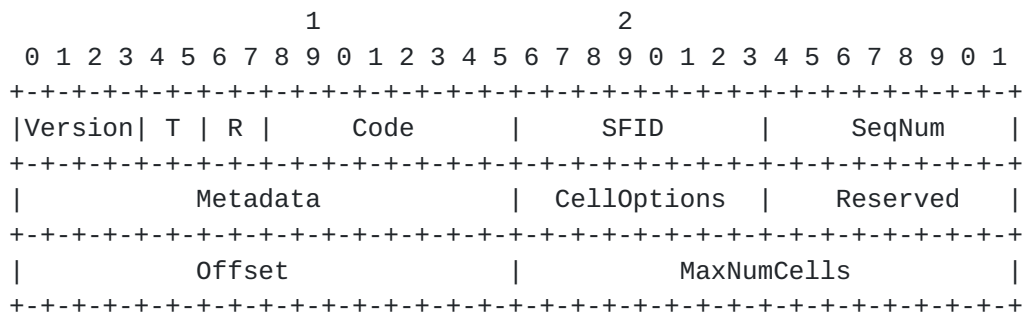 1                   2
 0 1 2 3 4 5 6 7 8 9 0 1 2 3 4 5 6 7 8 9 0 1 2 3 4 5 6 7 8 9 0 1
+-+-+-+-+-+-+-+-+-+-+-+-+-+-+-+-+-+-+-+-+-+-+-+-+-+-+-+-+-+-+-+-+
|Version| T | R |     Code      |     SFID      |     SeqNum    |
+-+-+-+-+-+-+-+-+-+-+-+-+-+-+-+-+-+-+-+-+-+-+-+-+-+-+-+-+-+-+-+-+
|           Metadata            |  CellOptions  |    Reserved   |
+-+-+-+-+-+-+-+-+-+-+-+-+-+-+-+-+-+-+-+-+-+-+-+-+-+-+-+-+-+-+-+-+
|           Offset              |          MaxNumCells          |
+-+-+-+-+-+-+-+-+-+-+-+-+-+-+-+-+-+-+-+-+-+-+-+-+-+-+-+-+-+-+-+-+